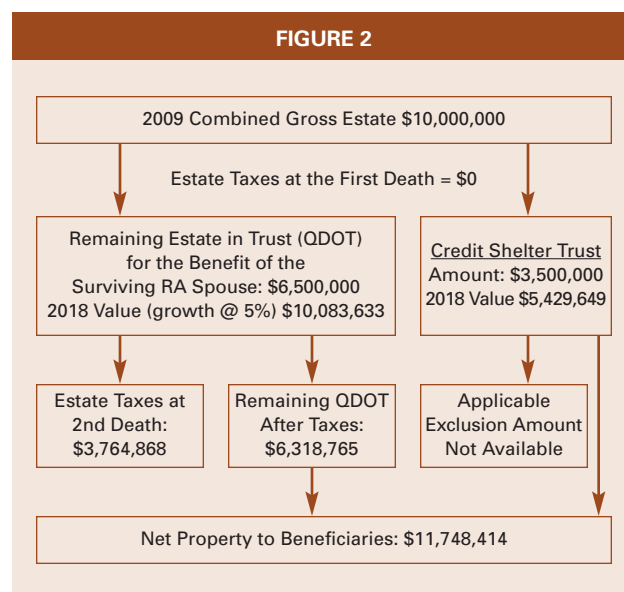 FIGURE 2
2009 Combined Gross Estate $10,000,000
Estate Taxes at the First Death = $0
Remaining Estate in Trust (QDOT)
for the Benefit of the
Surviving RA Spouse: $6,500,000
2018 Value (growth @ 5%) $10,083,633
Credit Shelter Trust
Amount: $3,500,000
2018 Value $5,429,649
Estate Taxes at
2nd Death:
$3,764,868
Remaining QDOT
After Taxes:
$6,318,765
Applicable
Exclusion Amount
Not Available
Net Property to Beneficiaries: $11,748,414